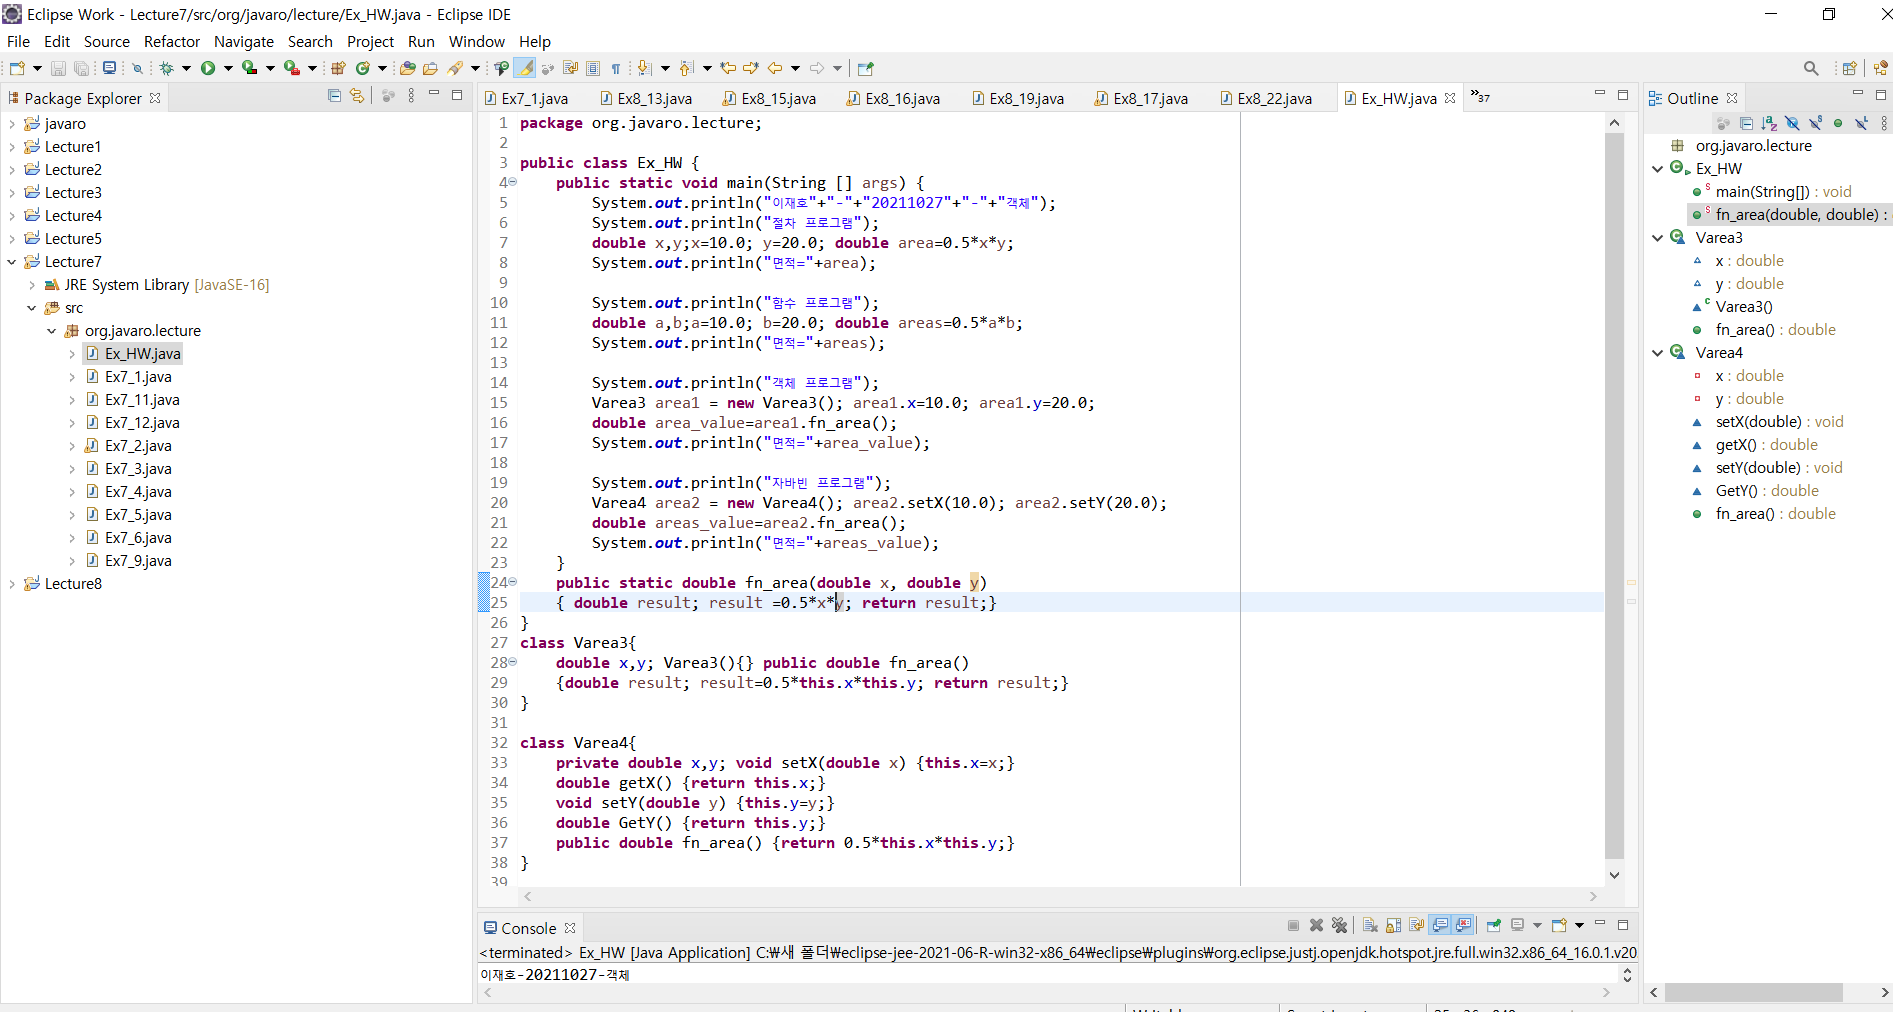 Eclipse Work - Lecture7/src/org/javaro/lecture/Ex_HW.java - Eclipse IDE
File Edit Source Refactor Navigate Search Project Run Window Help
Package Explorer
javaro
Lecture1
Lecture2
Lecture3
Lecture4
Lecture5
Lecture7
JRE System Library [JavaSE-16]
src
org.javaro.lecture
Ex_HW.java
Ex7_1.java
Ex7_11.java
Ex7_12.java
Ex7_2.java
Ex7_3.java
Ex7_4.java
Ex7_5.java
Ex7_6.java
Ex7_9.java
Lecture8
Ex7_1.java Ex8_13.java Ex8_15.java Ex8_16.java Ex8_19.java Ex8_17.java Ex8_22.java Ex_HW.java »37
1 package org.javaro.lecture;
2
3 public class Ex_HW {
4 public static void main(String [] args) {
5 System.out.println("이재호"+"-"+"20211027"+"-"+"객체");
6 System.out.println("절차 프로그램");
7 double x,y;x=10.0; y=20.0; double area=0.5*x*y;
8 System.out.println("면적="+area);
9
10 System.out.println("함수 프로그램");
11 double a,b;a=10.0; b=20.0; double areas=0.5*a*b;
12 System.out.println("면적="+areas);
13
14 System.out.println("객체 프로그램");
15 Varea3 area1 = new Varea3(); area1.x=10.0; area1.y=20.0;
16 double area_value=area1.fn_area();
17 System.out.println("면적="+area_value);
18
19 System.out.println("자바빈 프로그램");
20 Varea4 area2 = new Varea4(); area2.setX(10.0); area2.setY(20.0);
21 double areas_value=area2.fn_area();
22 System.out.println("면적="+areas_value);
23 }
24 public static double fn_area(double x, double y)
25 { double result; result =0.5*x*y; return result;}
26 }
27 class Varea3{
28 double x,y; Varea3(){} public double fn_area()
29 {double result; result=0.5*this.x*this.y; return result;}
30 }
31
32 class Varea4{
33 private double x,y; void setX(double x) {this.x=x;}
34 double getX() {return this.x;}
35 void setY(double y) {this.y=y;}
36 double GetY() {return this.y;}
37 public double fn_area() {return 0.5*this.x*this.y;}
38 }
39
Console
<terminated> Ex_HW [Java Application] C:₩새 폴더₩eclipse-jee-2021-06-R-win32-x86_64₩eclipse₩plugins₩org.eclipse.justj.openjdk.hotspot.jre.full.win32.x86_64_16.0.1.v20
이재호-20211027-객체
Outline
org.javaro.lecture
Ex_HW
main(String[]) : void
fn_area(double, double) :
Varea3
x : double
y : double
Varea3()
fn_area() : double
Varea4
x : double
y : double
setX(double) : void
getX() : double
setY(double) : void
GetY() : double
fn_area() : double